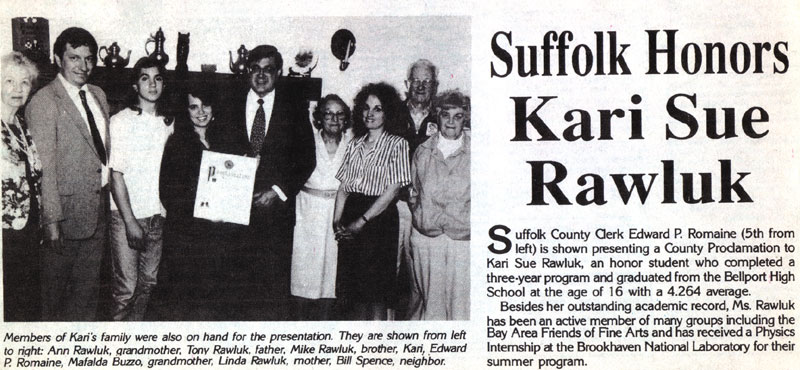 Suffolk Honors
Kari Sue
Rawluk
Proclamation
Suffolk County Clerk Edward P. Romaine (5th from
left) is shown presenting a County Proclamation to
Kari Sue Rawluk, an honor student who completed a
three-year program and graduated from the Bellport High
School at the age of 16 with a 4.264 average.
Besides her outstanding academic record, Ms. Rawluk
has been an active member of many groups including the
Bay Area Friends of Fine Arts and has received a Physics
Internship at the Brookhaven National Laboratory for their
summer program.
Members of Kari's family were also on hand for the presentation. They are shown from left
to right: Ann Rawluk, grandmother, Tony Rawluk, father, Mike Rawluk, brother, Kari, Edward
P. Romaine, Mafalda Buzzo, grandmother, Linda Rawluk, mother, Bill Spence, neighbor.